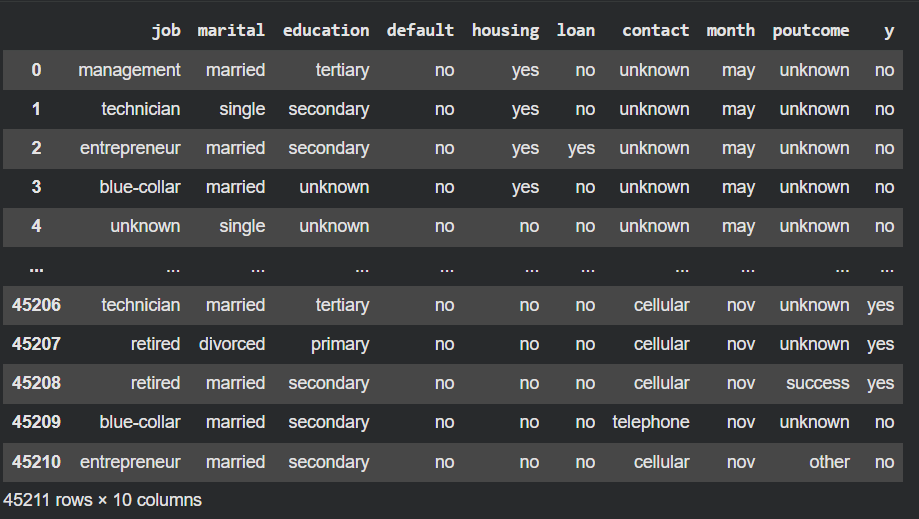 job marital education default housing loan contact month poutcome y
0 management married tertiary no yes no unknown may unknown no
1 technician single secondary no yes no unknown may unknown no
2 entrepreneur married secondary no yes yes unknown may unknown no
3 blue-collar married unknown no yes no unknown may unknown no
4 unknown single unknown no no no unknown may unknown no
... ... ... ... ... ... ... ... ... ... ...
45206 technician married tertiary no no no cellular nov unknown yes
45207 retired divorced primary no no no cellular nov unknown yes
45208 retired married secondary no no no cellular nov success yes
45209 blue-collar married secondary no no no telephone nov unknown no
45210 entrepreneur married secondary no no no cellular nov other no
45211 rows × 10 columns